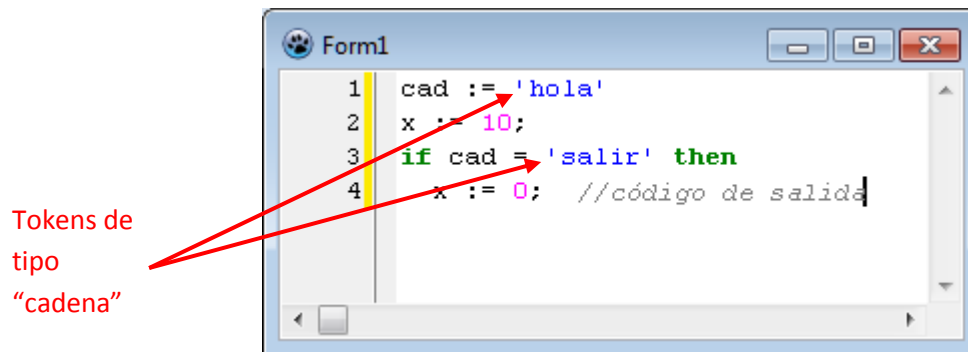 Form1
1 cad := 'hola'
2 x := 10;
3 if cad = 'salir' then
4 x := 0; //código de salida
Tokens de
tipo
“cadena”